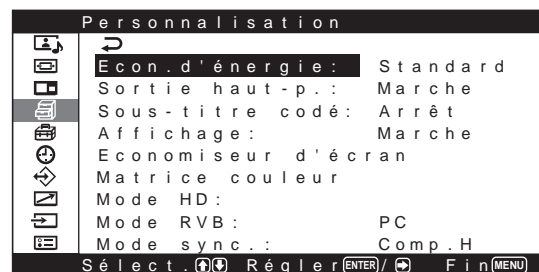 Personnalisation
Econ.d'énergie: Standard
Sortie haut-p.: Marche
Sous-titre codé: Arrêt
Affichage: Marche
Economiseur d'écran
Matrice couleur
Mode HD:
Mode RVB: PC
Mode sync.: Comp.H
Sélect. Régler ENTER / Fin MENU